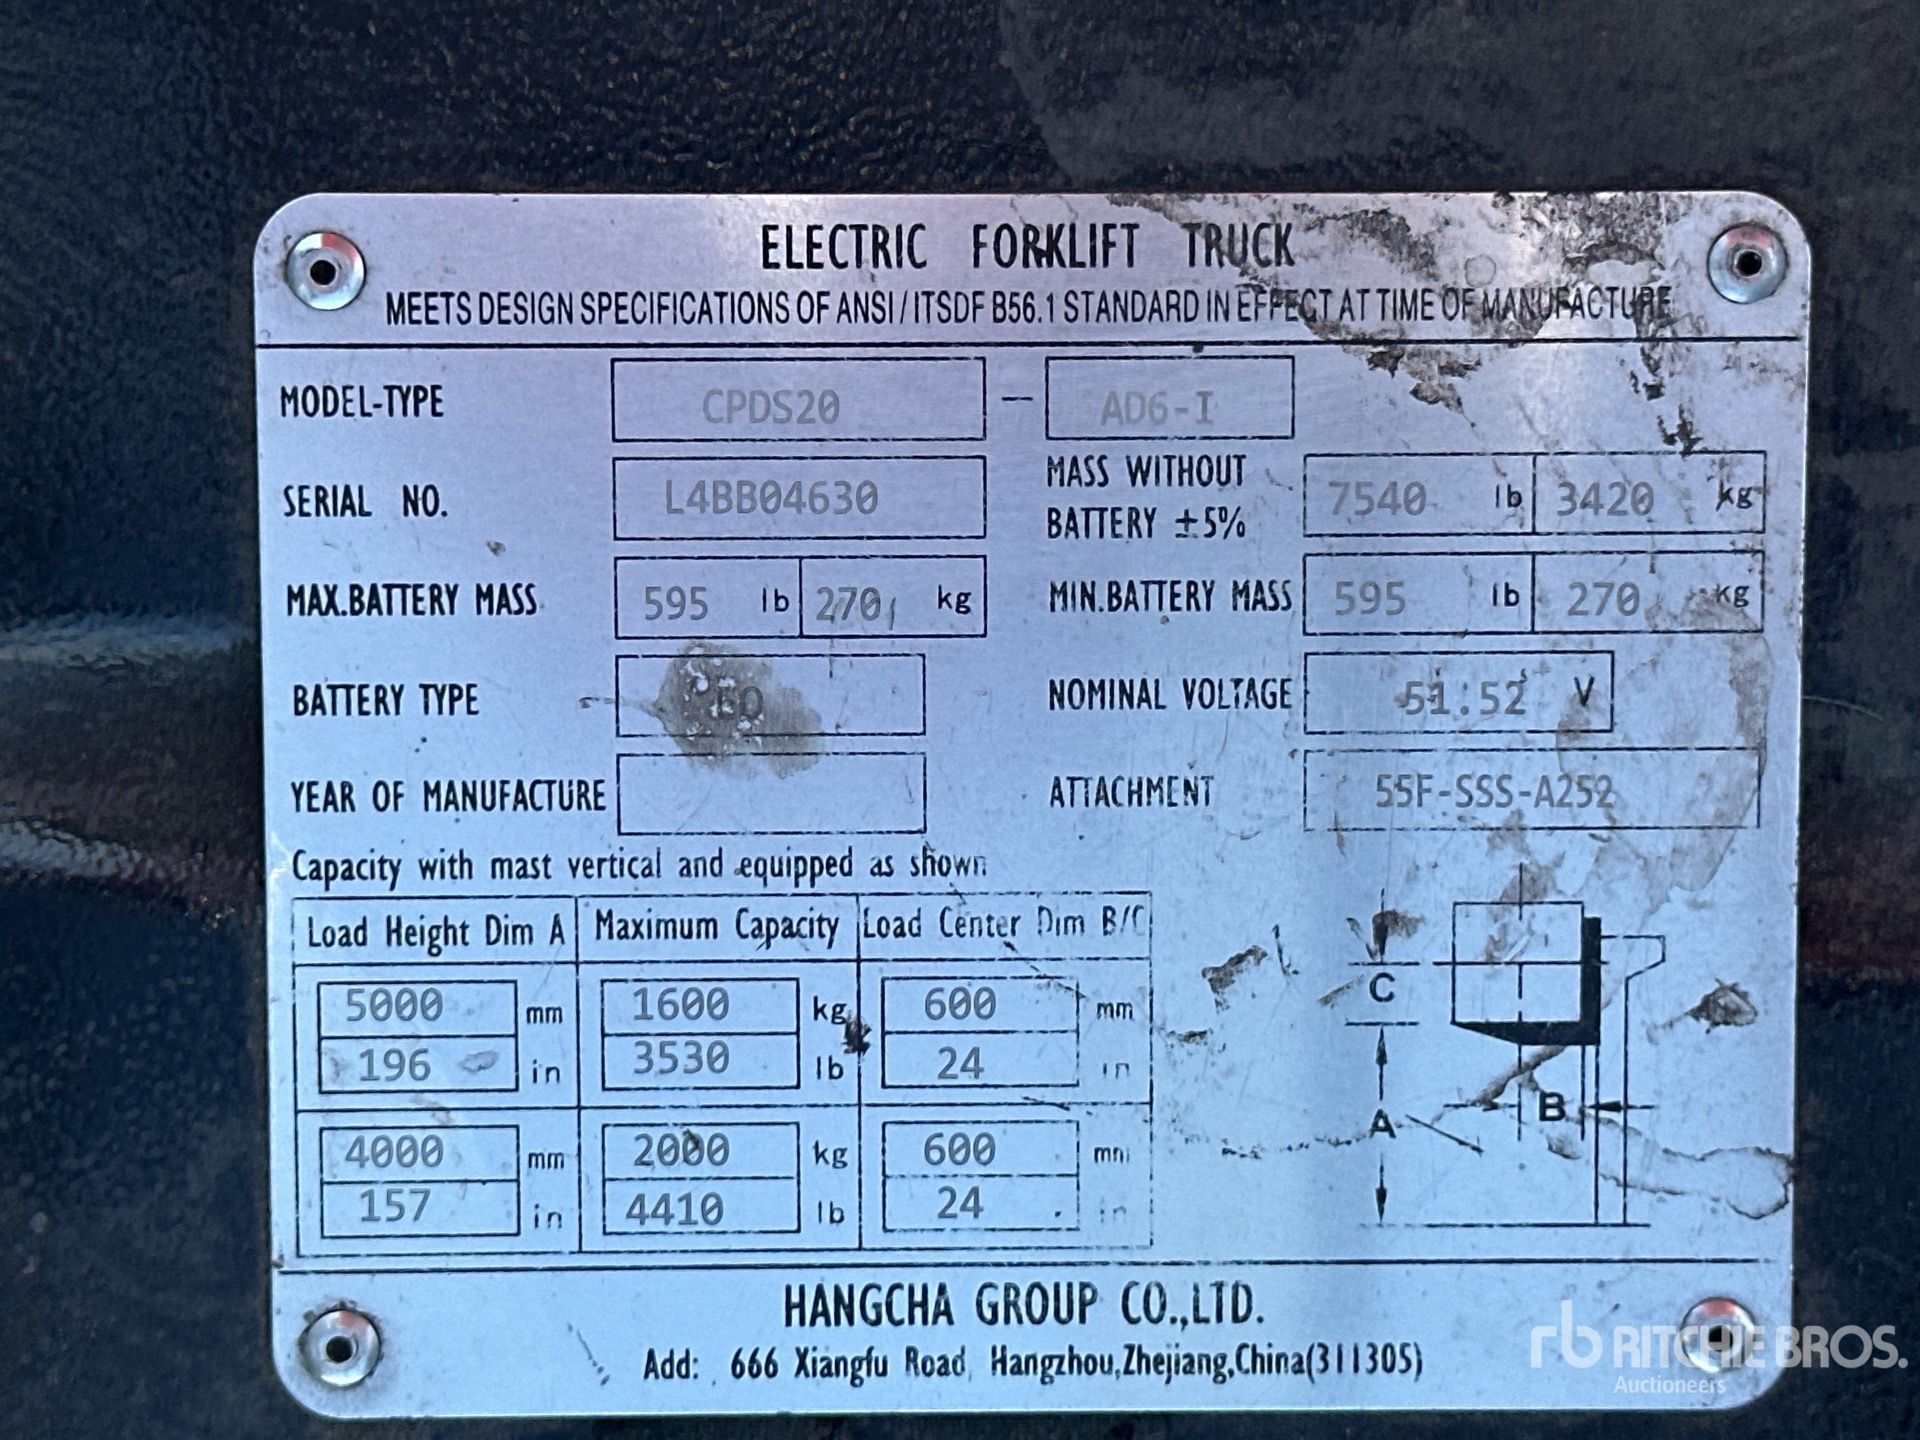 ELECTRIC FORKLIFT TRUCK
MEETS DESIGN SPECIFICATIONS OF ANSI / ITSDF B56.1 STANDARD IN EFFECT AT TIME OF MANUFACTURE
MODEL-TYPE CPDS20 — AD6-I
SERIAL NO. L4BB04630 MASS WITHOUT BATTERY ±5% 7540 lb 3420 kg
MAX.BATTERY MASS 595 lb 270 kg MIN.BATTERY MASS 595 lb 270 kg
BATTERY TYPE NOMINAL VOLTAGE 51.52 V
YEAR OF MANUFACTURE ATTACHMENT 55F-SSS-A252
Capacity with mast vertical and equipped as shown
Load Height Dim A Maximum Capacity Load Center Dim B/C
5000 mm 1600 kg 600 mm
196 in 3530 lb 24 in
4000 mm 2000 kg 600 mm
157 in 4410 lb 24 in
C
B
A
HANGCHA GROUP CO.,LTD.
Add: 666 Xiangfu Road, Hangzhou,Zhejiang,China(311305)
rb RITCHIE BROS.
Auctioneers